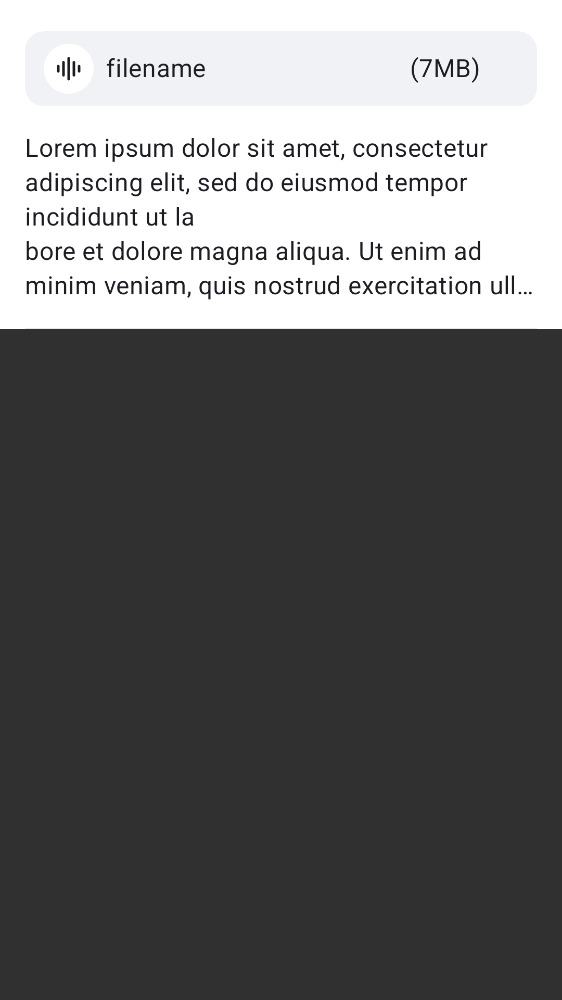 filename (7MB)
Lorem ipsum dolor sit amet, consectetur
adipiscing elit, sed do eiusmod tempor
incididunt ut la
bore et dolore magna aliqua. Ut enim ad
minim veniam, quis nostrud exercitation ull…